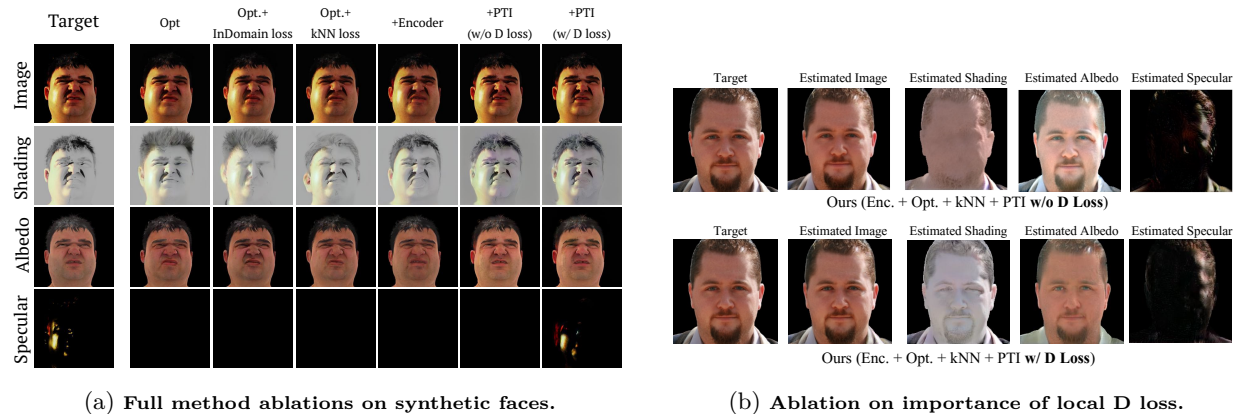 Target
Opt
Opt.+
InDomain loss
Opt.+
kNN loss
+Encoder
+PTI
(w/o D loss)
+PTI
(w/ D loss)
Image
Shading
Albedo
Specular
(a) Full method ablations on synthetic faces.
Target Estimated Image Estimated Shading Estimated Albedo Estimated Specular
Ours (Enc. + Opt. + kNN + PTI w/o D Loss)
Target Estimated Image Estimated Shading Estimated Albedo Estimated Specular
Ours (Enc. + Opt. + kNN + PTI w/ D Loss)
(b) Ablation on importance of local D loss.